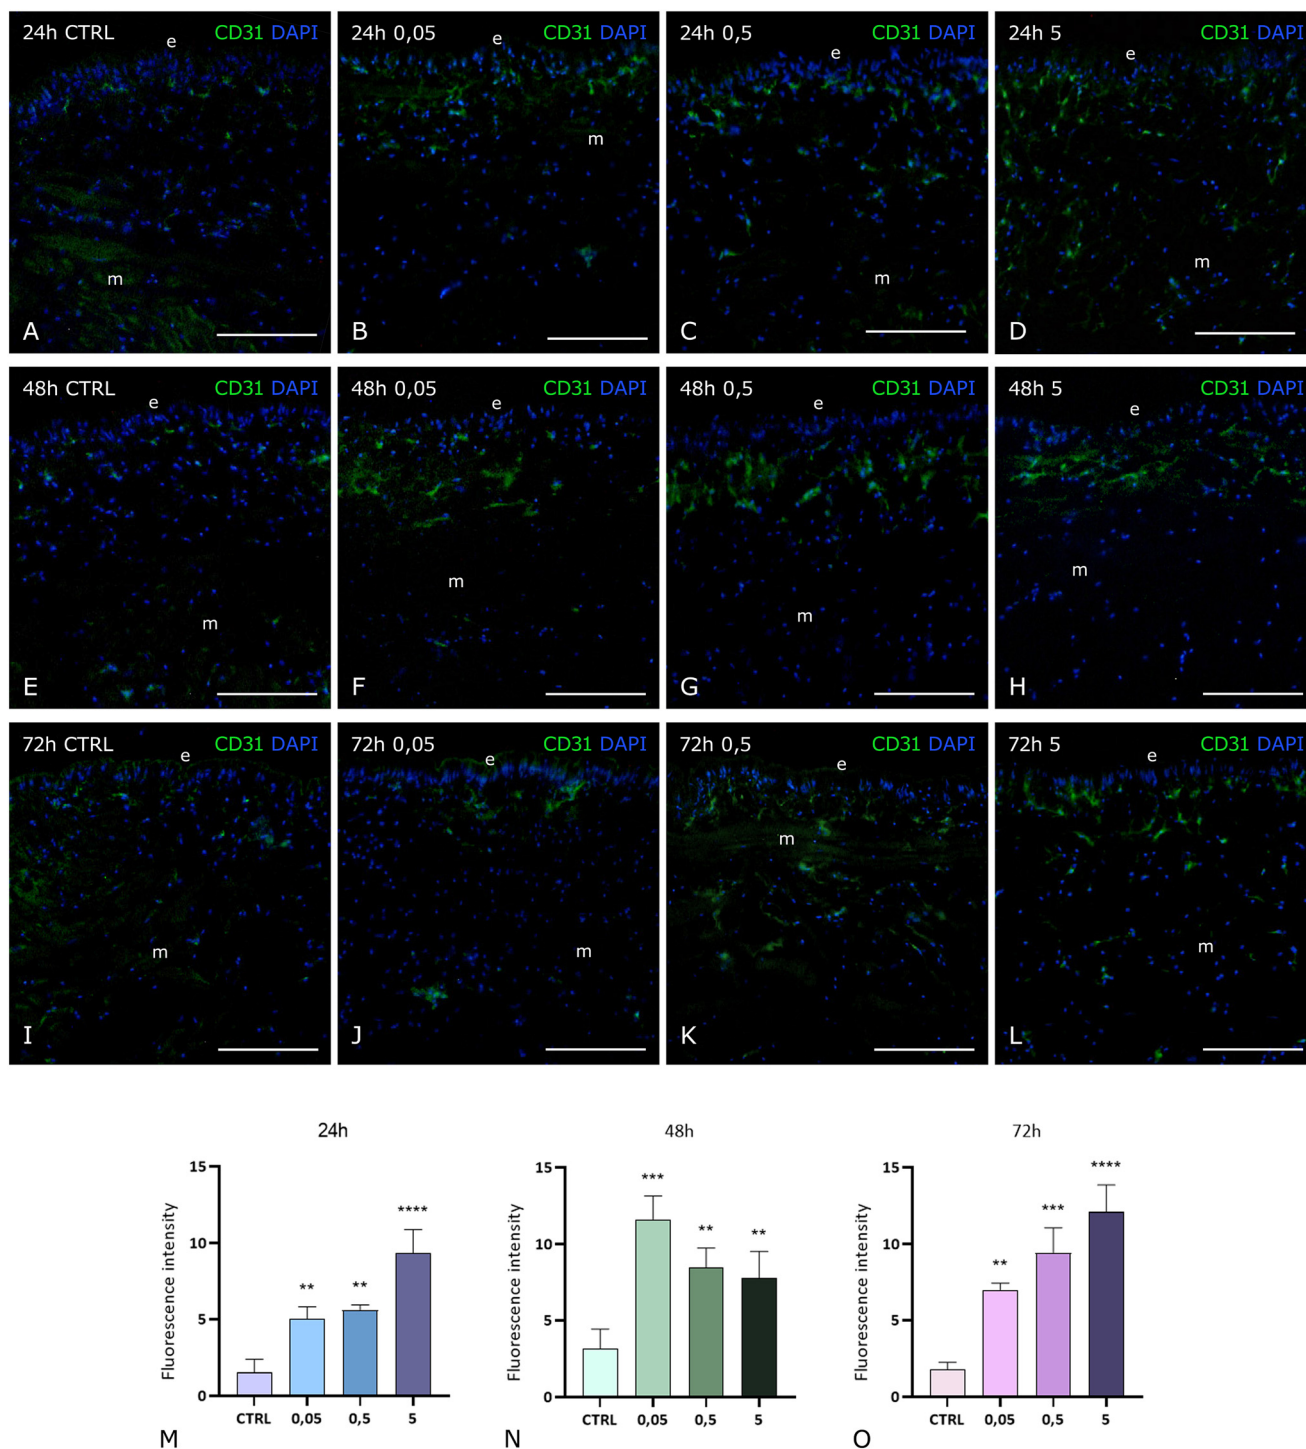 24h CTRL e CD31 DAPI
m
A
24h 0,05 e CD31 DAPI
m
B
24h 0,5 e CD31 DAPI
m
C
24h 5 e CD31 DAPI
m
D
48h CTRL e CD31 DAPI
m
E
48h 0,05 e CD31 DAPI
m
F
48h 0,5 e CD31 DAPI
m
G
48h 5 e CD31 DAPI
m
H
72h CTRL e CD31 DAPI
m
I
72h 0,05 e CD31 DAPI
m
J
72h 0,5 e CD31 DAPI
m
K
72h 5 e CD31 DAPI
m
L
24h
Fluorescence intensity
15
10
5
0
**
**
****
CTRL 0,05 0,5 5
M
48h
Fluorescence intensity
15
10
5
0
***
**
**
CTRL 0,05 0,5 5
N
72h
Fluorescence intensity
15
10
5
0
**
***
****
CTRL 0,05 0,5 5
O